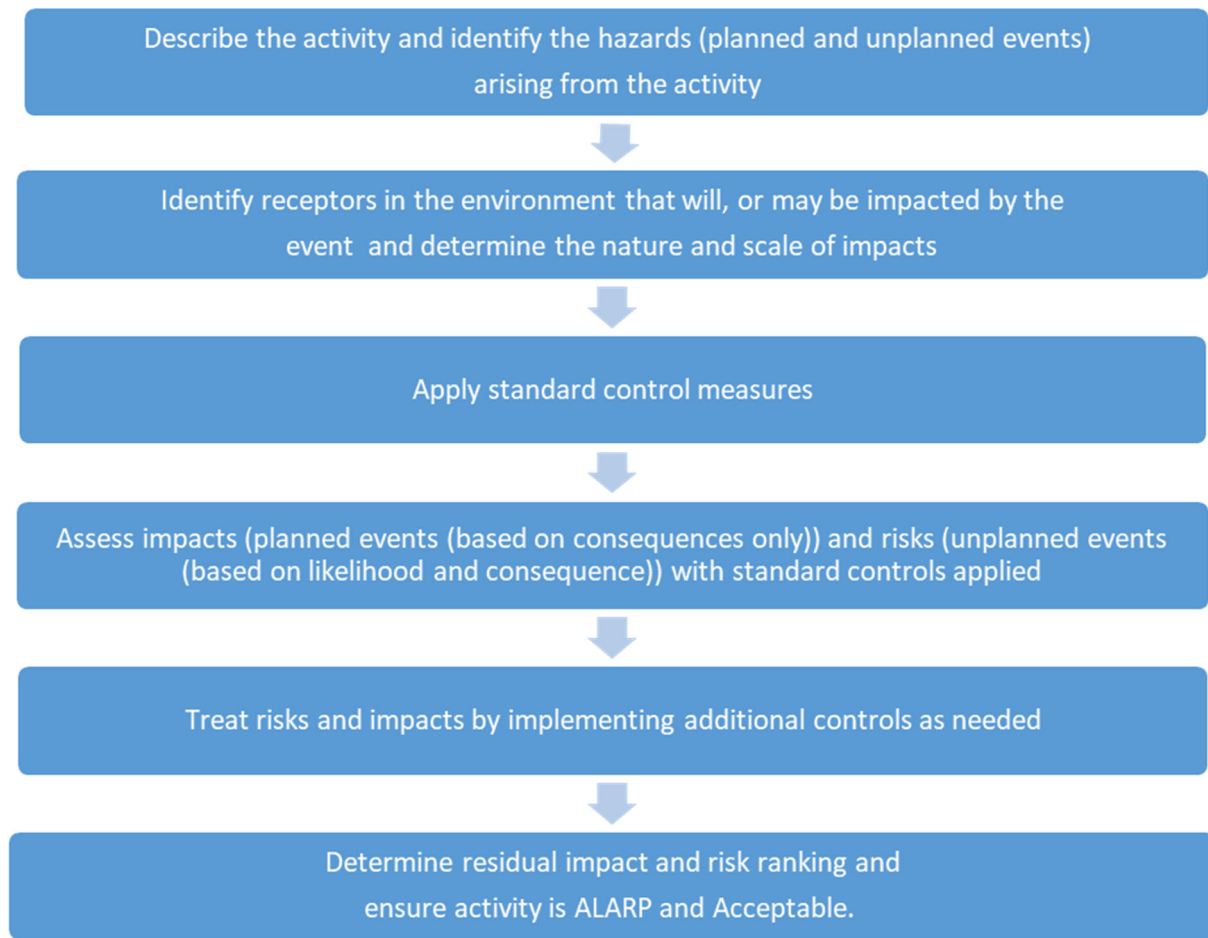 Describe the activity and identify the hazards (planned and unplanned events)
arising from the activity
Identify receptors in the environment that will, or may be impacted by the
event  and determine the nature and scale of impacts
Apply standard control measures
Assess impacts (planned events (based on consequences only)) and risks (unplanned events
(based on likelihood and consequence)) with standard controls applied
Treat risks and impacts by implementing additional controls as needed
Determine residual impact and risk ranking and
ensure activity is ALARP and Acceptable.